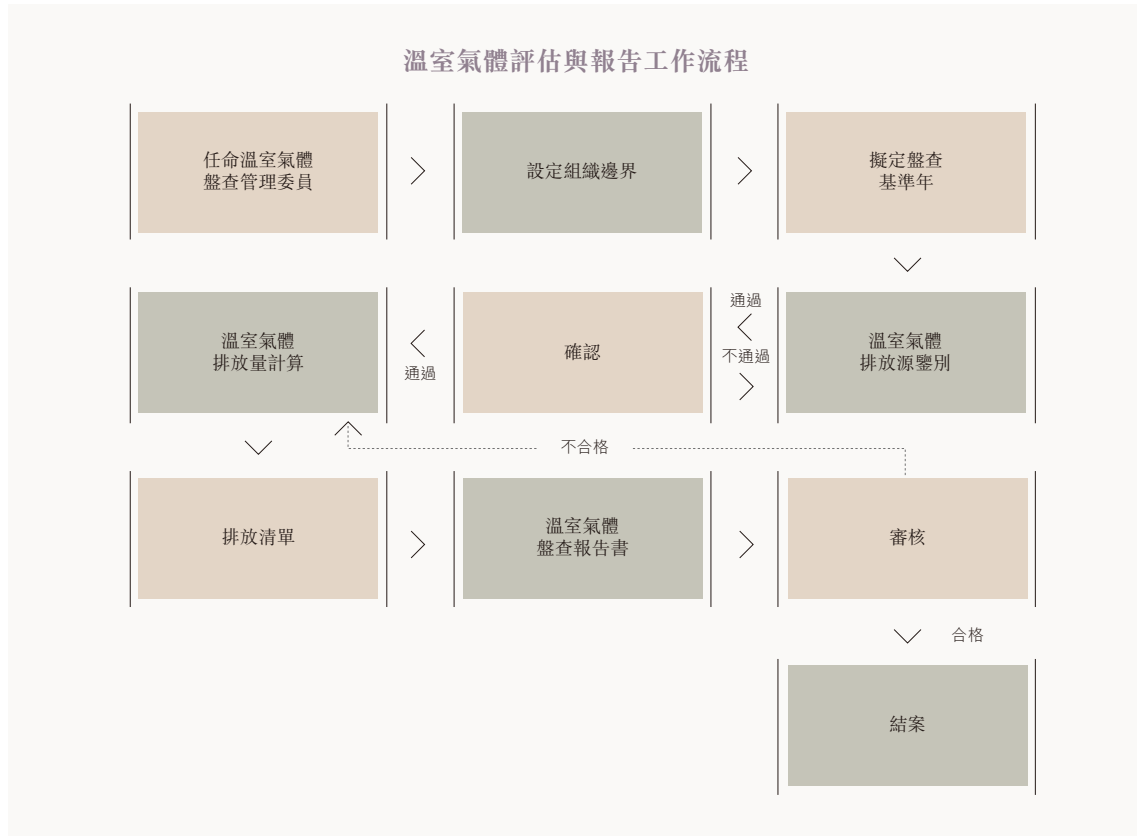 溫室氣體評估與報告工作流程
任命溫室氣體
盤查管理委員
設定組織邊界
擬定盤查
基準年
溫室氣體
排放量計算
通過
確認
通過
不通過
溫室氣體
排放源鑒別
不合格
排放清單
溫室氣體
盤查報告書
審核
合格
結案